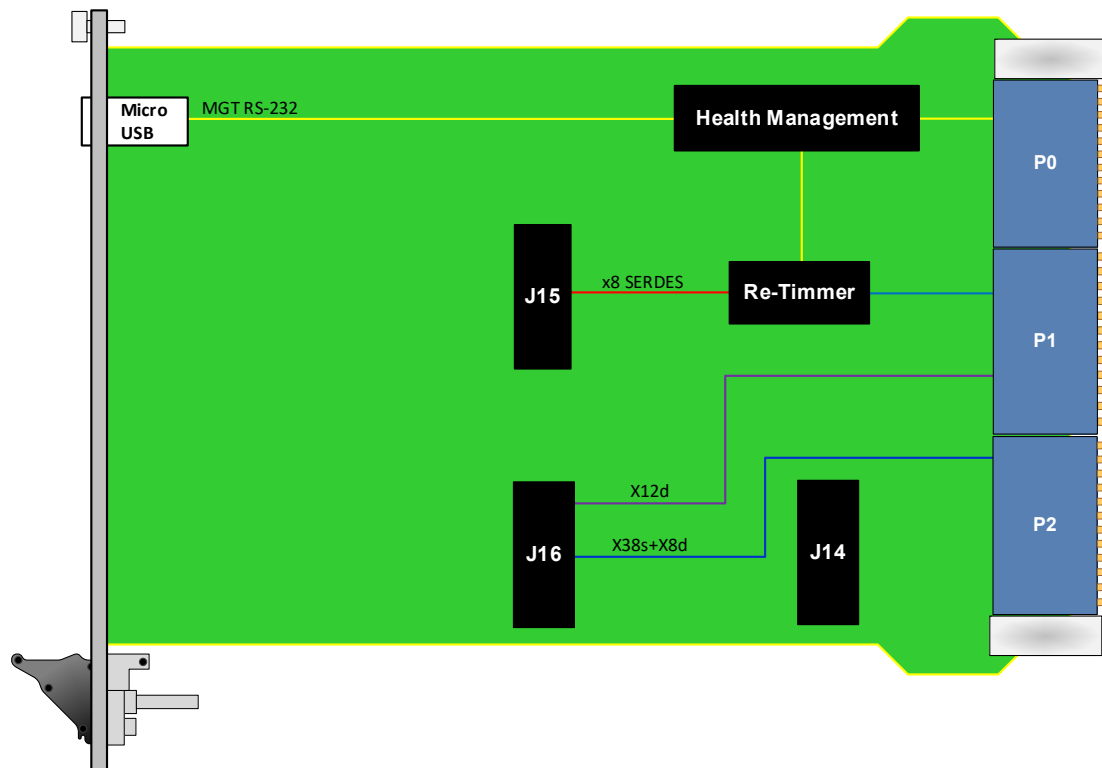 Micro
USB
MGT RS-232
Health Management
P0
J15
x8 SERDES
Re-Timmer
P1
X12d
J16
X38s+X8d
J14
P2